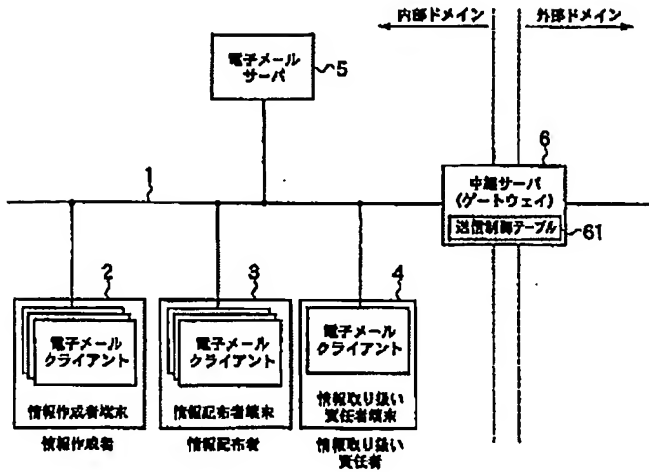 内部ドメイン
外部ドメイン
電子メール
サーバ
5
6
中継サーバ
(ゲートウェイ)
送信制御テーブル
61
1
2
電子メール
クライアント
情報作成者端末
情報作成者
3
電子メール
クライアント
情報配布者端末
情報配布者
4
電子メール
クライアント
情報取り扱い
責任者端末
情報取り扱い
責任者